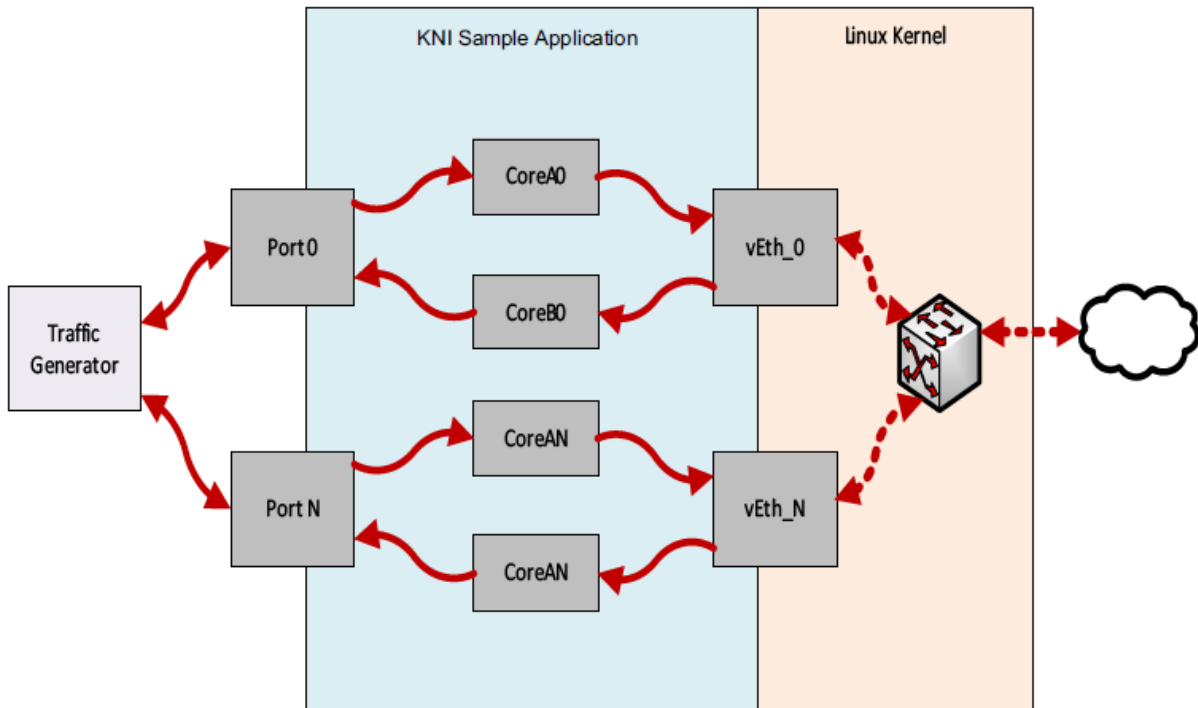 KNI Sample Application
Linux Kernel
CoreA0
Port 0
vEth_0
CoreB0
Traffic
Generator
CoreAN
Port N
vEth_N
CoreAN